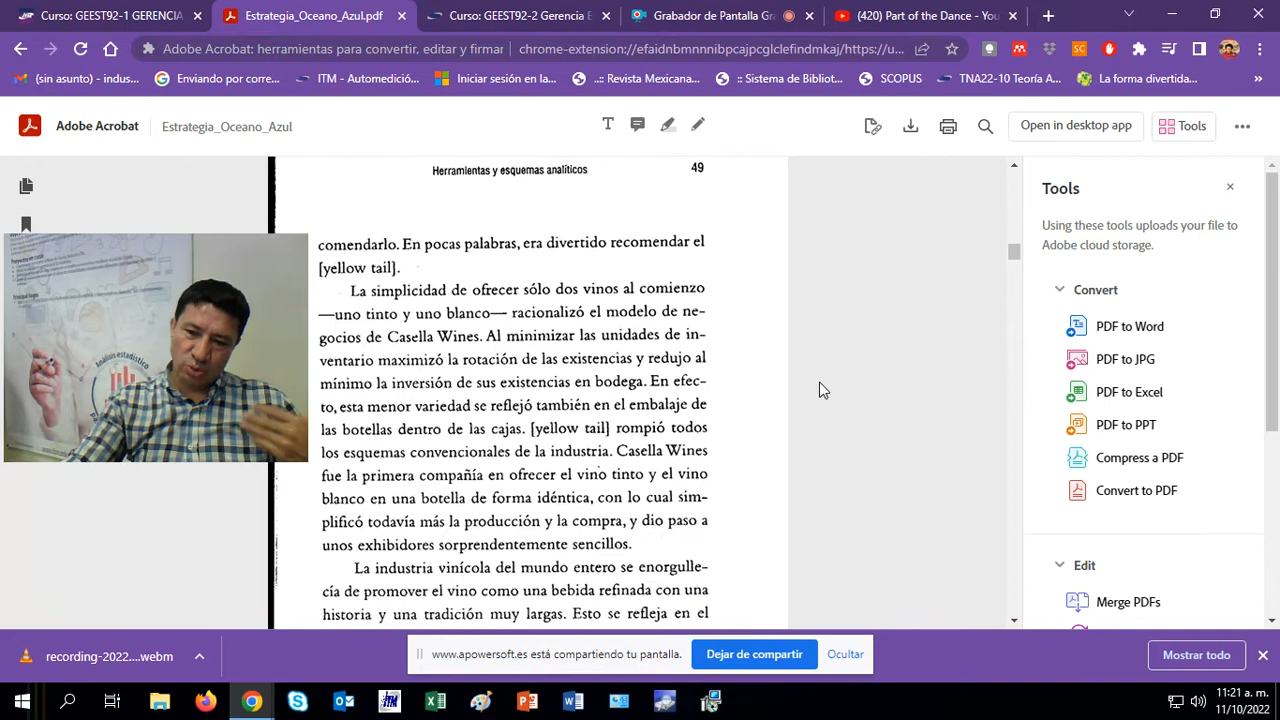 Curso: GEEST92-1 GERENCIA
Estrategia_Oceano_Azul.pdf
Curso: GEEST92-2 Gerencia E
Grabador de Pantalla Gra
(420) Part of the Dance - You
Adobe Acrobat: herramientas para convertir, editar y firmar
chrome-extension://efaidnbmnnnibpcajpcglclefindmkaj/https://u...
(sin asunto) - indus...
Enviando por corre...
ITM - Automedició...
Iniciar sesión en la...
..: Revista Mexicana...
:: Sistema de Bibliot...
SCOPUS
TNA22-10 Teoría A...
La forma divertida...
»
Adobe Acrobat
Estrategia_Oceano_Azul
Open in desktop app
Tools
Herramientas y esquemas analíticos 49
comendarlo. En pocas palabras, era divertido recomendar el
[yellow tail].
La simplicidad de ofrecer sólo dos vinos al comienzo
—uno tinto y uno blanco— racionalizó el modelo de ne-
gocios de Casella Wines. Al minimizar las unidades de in-
ventario maximizó la rotación de las existencias y redujo al
mínimo la inversión de sus existencias en bodega. En efec-
to, esta menor variedad se reflejó también en el embalaje de
las botellas dentro de las cajas. [yellow tail] rompió todos
los esquemas convencionales de la industria. Casella Wines
fue la primera compañía en ofrecer el vino tinto y el vino
blanco en una botella de forma idéntica, con lo cual sim-
plificó todavía más la producción y la compra, y dio paso a
unos exhibidores sorprendentemente sencillos.
La industria vinícola del mundo entero se enorgulle-
cía de promover el vino como una bebida refinada con una
historia y una tradición muy largas. Esto se refleja en el
Análisis estadístico
Tools
Using these tools uploads your file to
Adobe cloud storage.
Convert
PDF to Word
PDF to JPG
PDF to Excel
PDF to PPT
Compress a PDF
Convert to PDF
Edit
Merge PDFs
recording-2022....webm
www.apowersoft.es está compartiendo tu pantalla.
Dejar de compartir
Ocultar
Mostrar todo
11:21 a. m.
11/10/2022